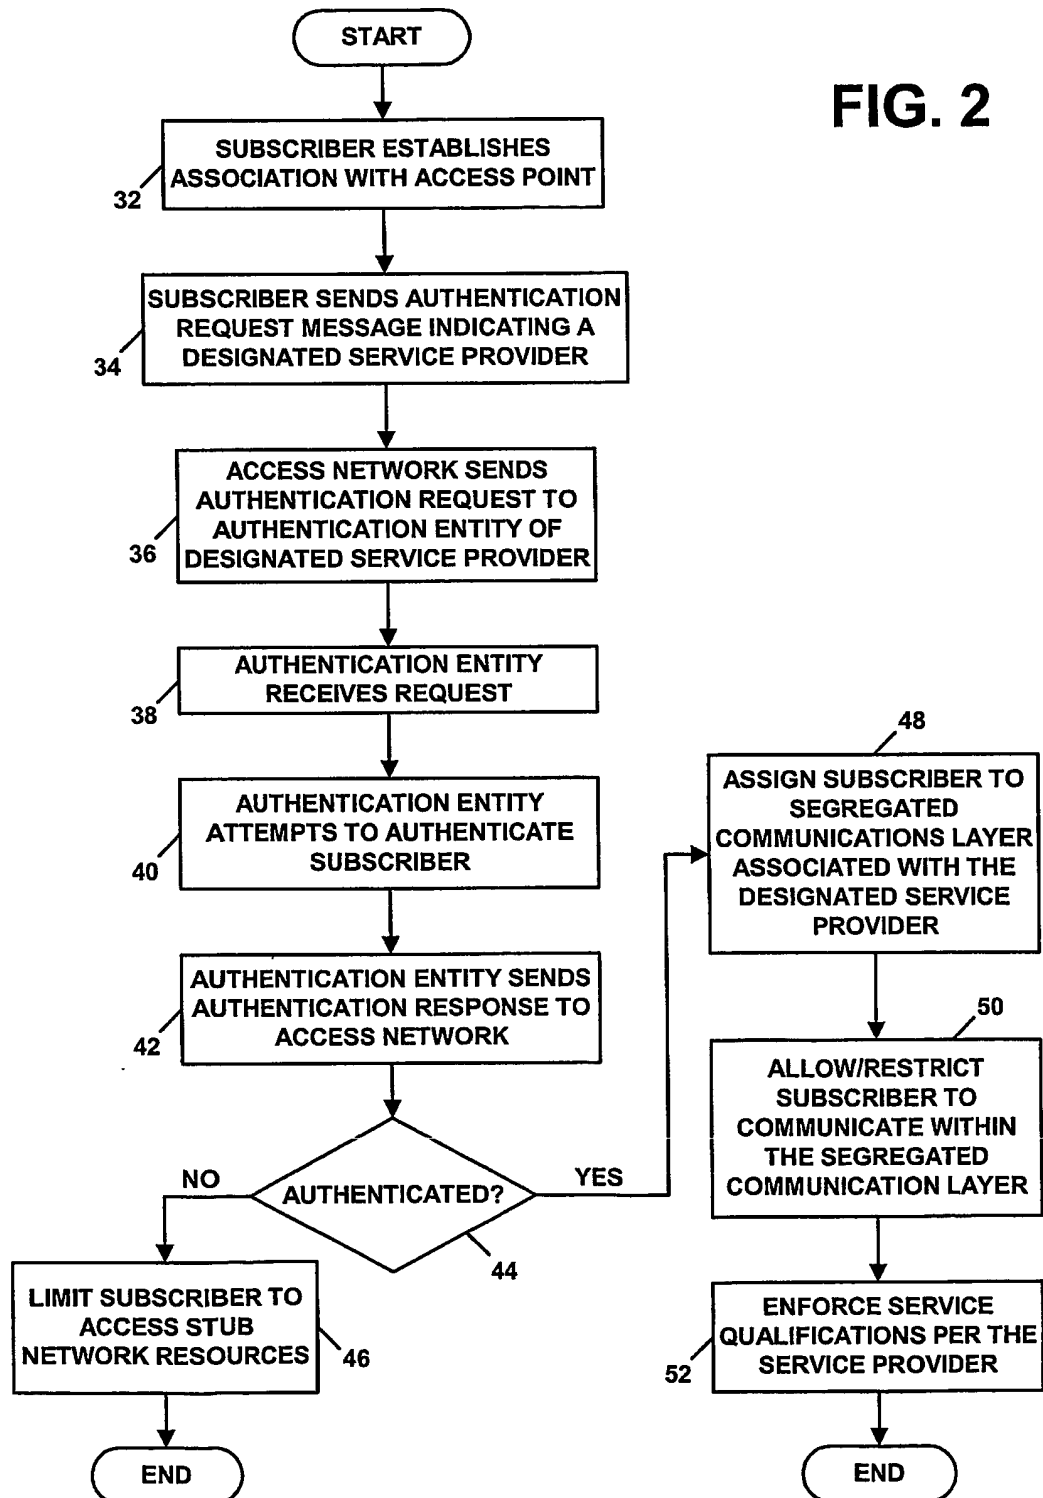 START
FIG. 2
SUBSCRIBER ESTABLISHES
ASSOCIATION WITH ACCESS POINT
32
SUBSCRIBER SENDS AUTHENTICATION
REQUEST MESSAGE INDICATING A
DESIGNATED SERVICE PROVIDER
34
ACCESS NETWORK SENDS
AUTHENTICATION REQUEST TO
AUTHENTICATION ENTITY OF
DESIGNATED SERVICE PROVIDER
36
AUTHENTICATION ENTITY
RECEIVES REQUEST
38
AUTHENTICATION ENTITY
ATTEMPTS TO AUTHENTICATE
SUBSCRIBER
40
AUTHENTICATION ENTITY SENDS
AUTHENTICATION RESPONSE TO
ACCESS NETWORK
42
AUTHENTICATED?
44
NO
YES
LIMIT SUBSCRIBER TO
ACCESS STUB
NETWORK RESOURCES
46
END
48
ASSIGN SUBSCRIBER TO
SEGREGATED
COMMUNICATIONS LAYER
ASSOCIATED WITH THE
DESIGNATED SERVICE
PROVIDER
50
ALLOW/RESTRICT
SUBSCRIBER TO
COMMUNICATE WITHIN
THE SEGREGATED
COMMUNICATION LAYER
ENFORCE SERVICE
QUALIFICATIONS PER THE
SERVICE PROVIDER
52
END